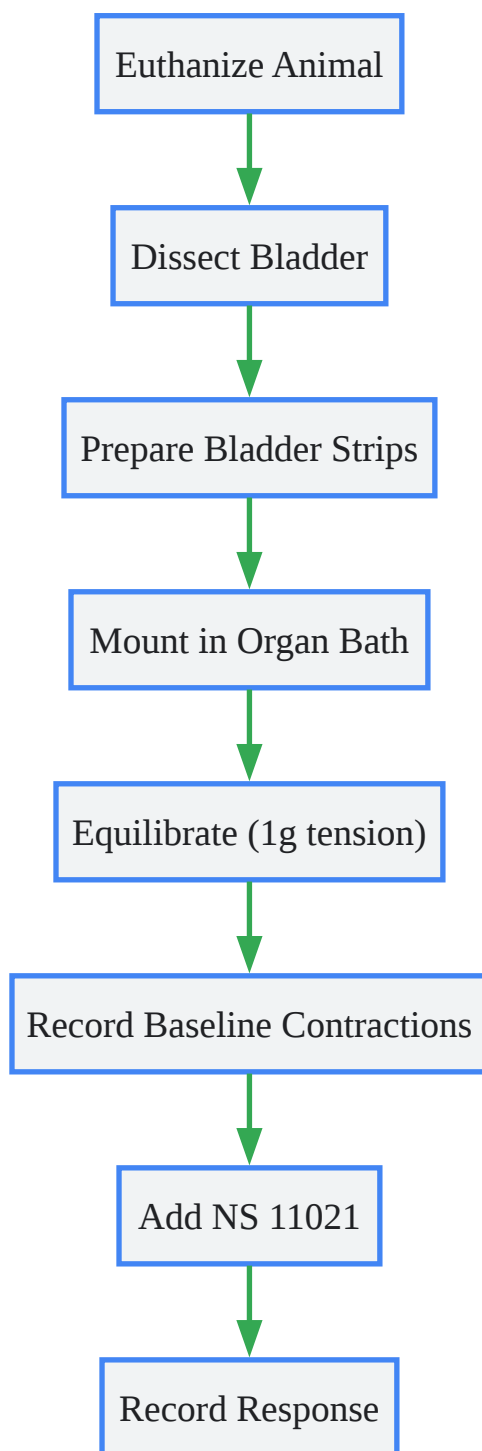 Euthanize Animal
Dissect Bladder
Prepare Bladder Strips
Mount in Organ Bath
Equilibrate (1g tension)
Record Baseline Contractions
Add NS 11021
Record Response